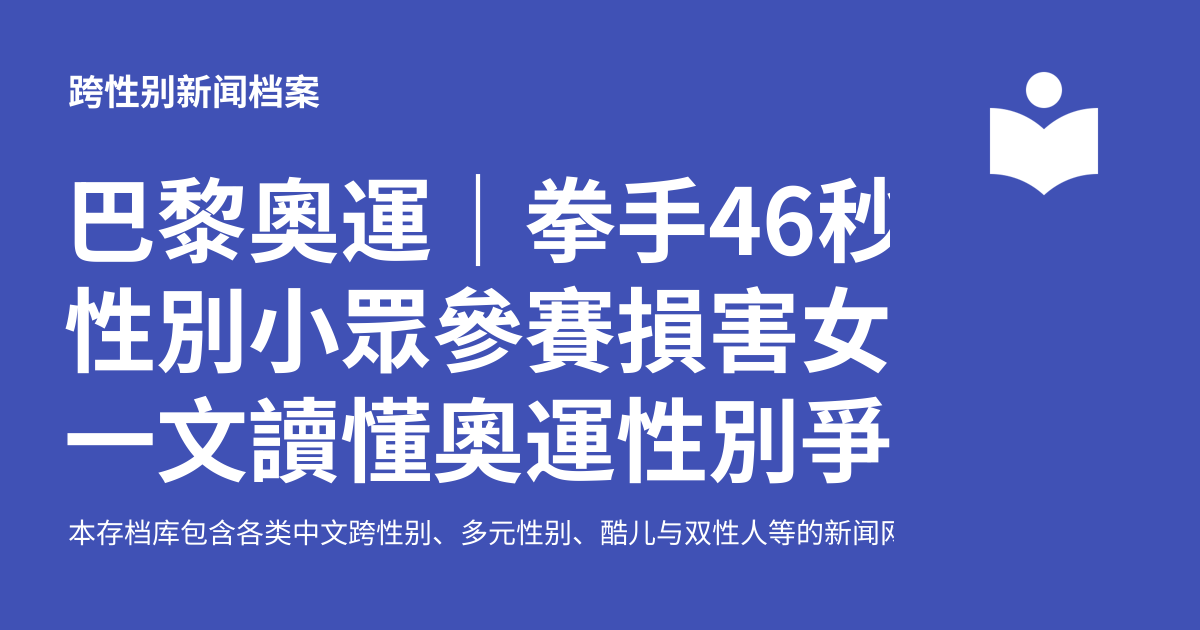 跨性别新闻档案
巴黎奧運｜拳手46秒
性別小眾參賽損害女
一文讀懂奧運性別爭
本存档库包含各类中文跨性别、多元性别、酷儿与双性人等的新闻网